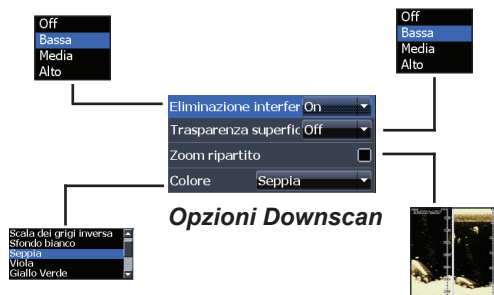 Off
Bassa
Media
Alto
Off
Bassa
Media
Alto
Eliminazione interfer On
Trasparenza superfic Off
Zoom ripartito
Colore Seppia
Opzioni Downscan
Scala dei grigi inversa
Sfondo bianco
Seppia
Viola
Giallo Verde